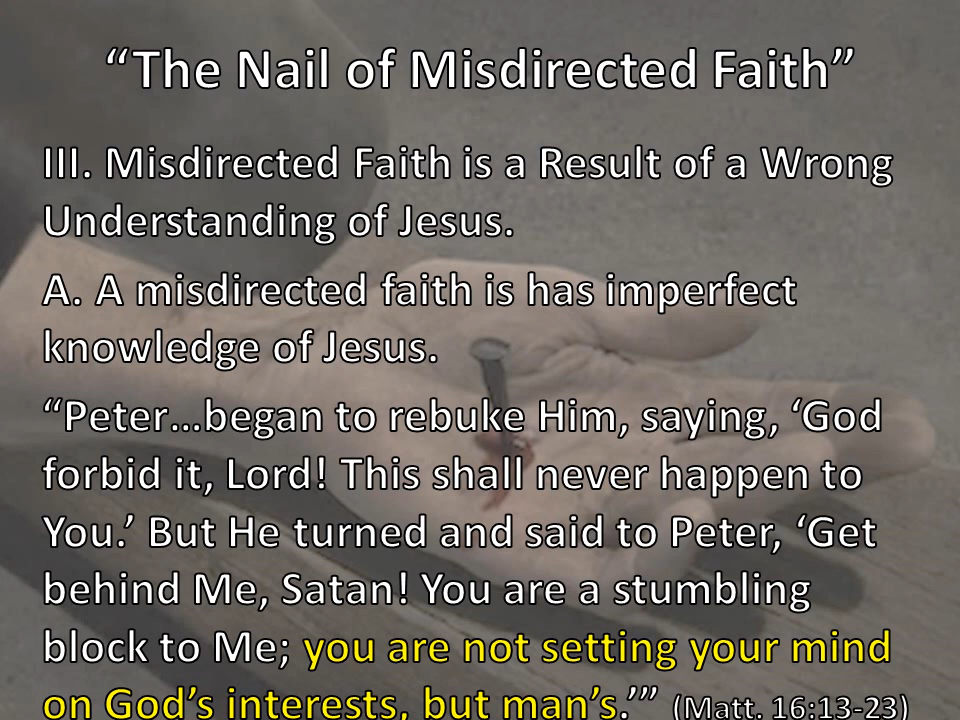 “The Nail of Misdirected Faith”
III. Misdirected Faith is a Result of a Wrong
Understanding of Jesus.
A. A misdirected faith is has imperfect
knowledge of Jesus.
“Peter…began to rebuke Him, saying, ‘God
forbid it, Lord! This shall never happen to
You.’ But He turned and said to Peter, ‘Get
behind Me, Satan! You are a stumbling
block to Me; you are not setting your mind
on God’s interests, but man’s.’” (Matt. 16:13-23)